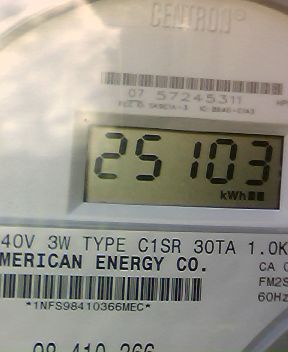 CENTRON®
07 57245311
25103
kWh
40V 3W TYPE C1SR 30TA 1.0K
MERICAN ENERGY CO.
CA
FM2S
60Hz
*1NFS98410366MEC*